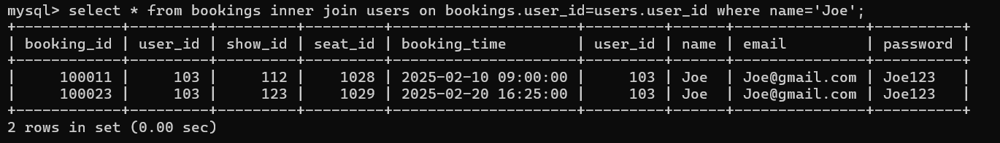 mysql> select * from bookings inner join users on bookings.user_id=users.user_id where name='Joe';
+------------+---------+---------+---------+---------------------+---------+------+---------------+----------+
| booking_id | user_id | show_id | seat_id | booking_time        | user_id | name | email         | password |
+------------+---------+---------+---------+---------------------+---------+------+---------------+----------+
|     100011 |     103 |     112 |    1028 | 2025-02-10 09:00:00 |     103 | Joe  | Joe@gmail.com | Joe123   |
|     100023 |     103 |     123 |    1029 | 2025-02-20 16:25:00 |     103 | Joe  | Joe@gmail.com | Joe123   |
+------------+---------+---------+---------+---------------------+---------+------+---------------+----------+
2 rows in set (0.00 sec)